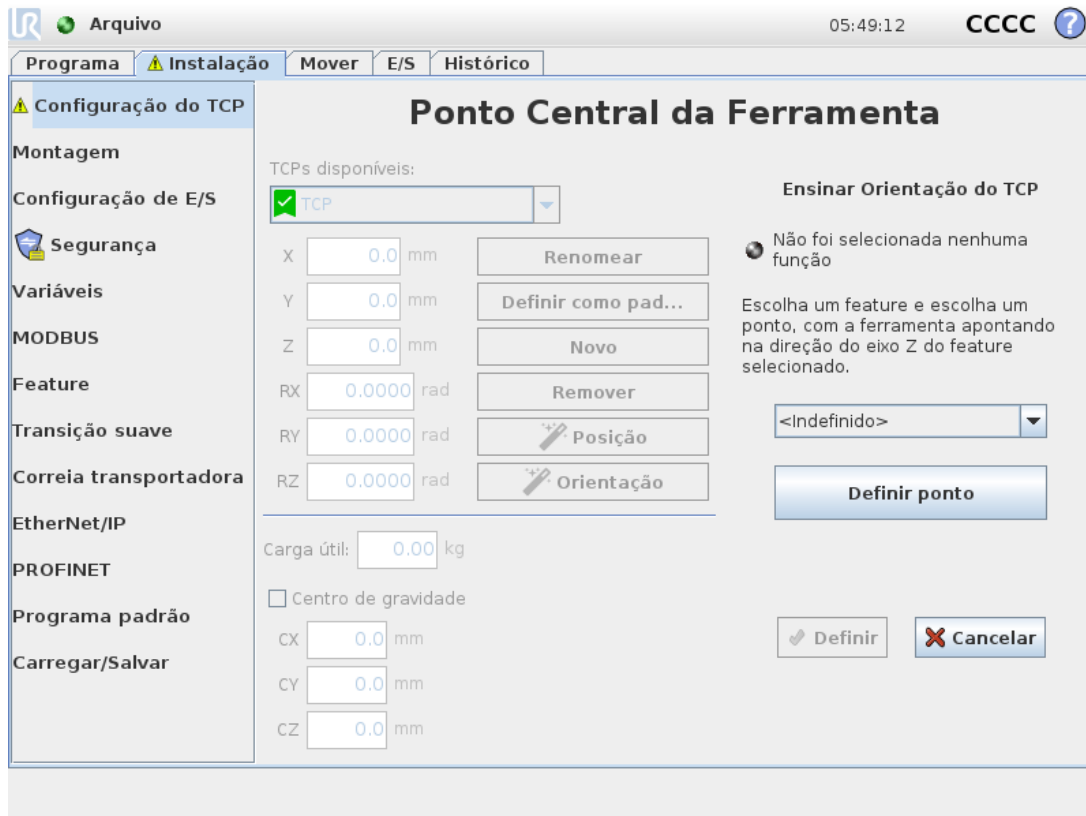 UR Arquivo 05:49:12 CCCC ?
Programa Instalação Mover E/S Histórico
Configuração do TCP
Montagem
Configuração de E/S
Segurança
Variáveis
MODBUS
Feature
Transição suave
Correia transportadora
EtherNet/IP
PROFINET
Programa padrão
Carregar/Salvar
Ponto Central da Ferramenta
TCPs disponíveis:
TCP
X 0.0 mm Renomear
Y 0.0 mm Definir como pad...
Z 0.0 mm Novo
RX 0.0000 rad Remover
RY 0.0000 rad Posição
RZ 0.0000 rad Orientação
Carga útil: 0.00 kg
Centro de gravidade
CX 0.0 mm
CY 0.0 mm
CZ 0.0 mm
Ensinar Orientação do TCP
Não foi selecionada nenhuma
função
Escolha um feature e escolha um
ponto, com a ferramenta apontando
na direção do eixo Z do feature
selecionado.
<Indefinido>
Definir ponto
Definir Cancelar